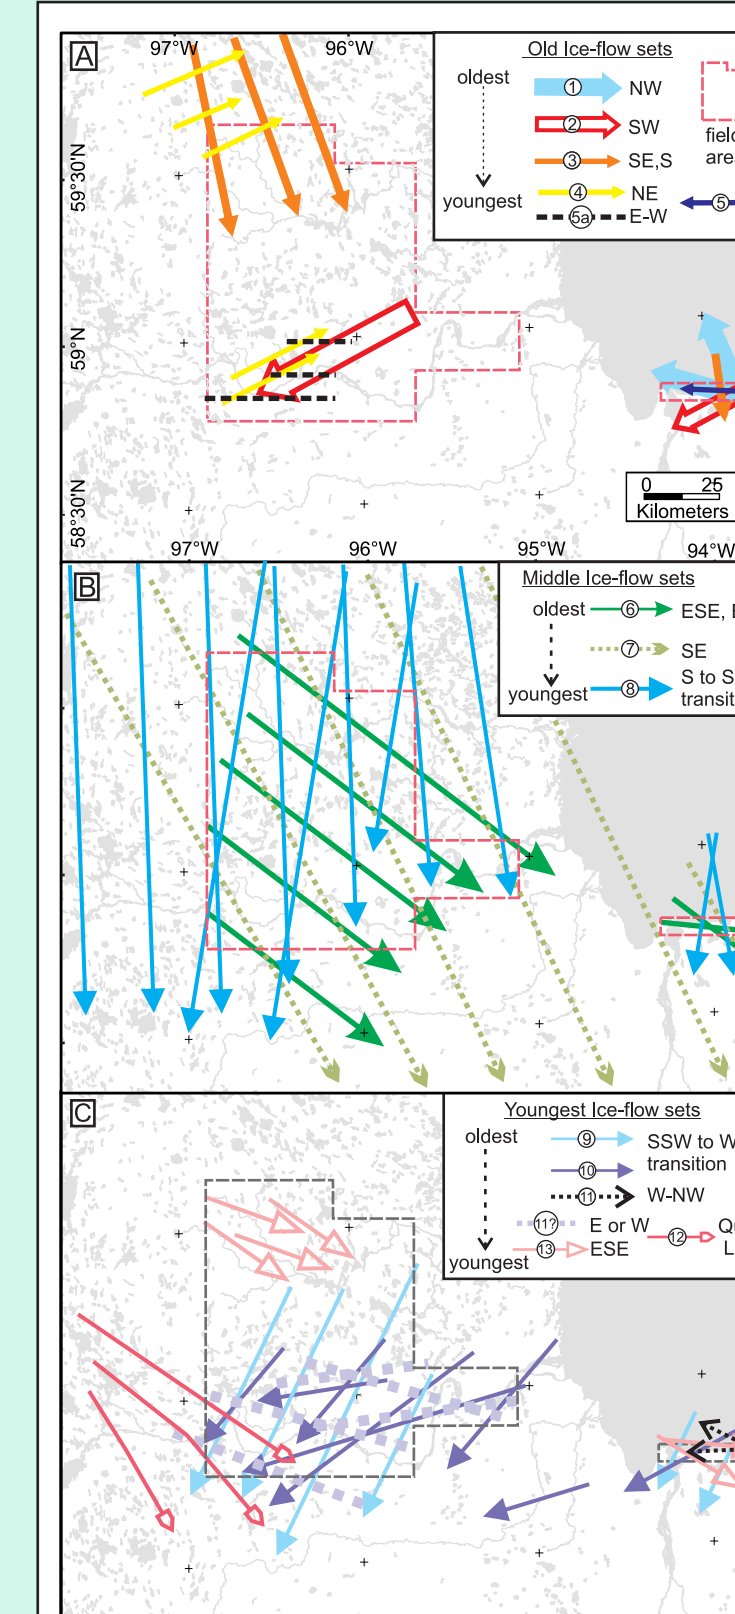 A
97°W 96°W
59°30'N
59°N
58°30'N
Old Ice-flow sets
oldest
youngest
1 NW
2 SW
3 SE,S
4 NE
5a E-W
5
0 25
Kilometers
97°W 96°W 95°W 94°W
B
Middle Ice-flow sets
oldest
youngest
6 ESE,
7 SE
8 S to
C
Youngest Ice-flow sets
oldest
youngest
9 SSW to
10 transition
11 W-NW
11? E or W
12
13 ESE